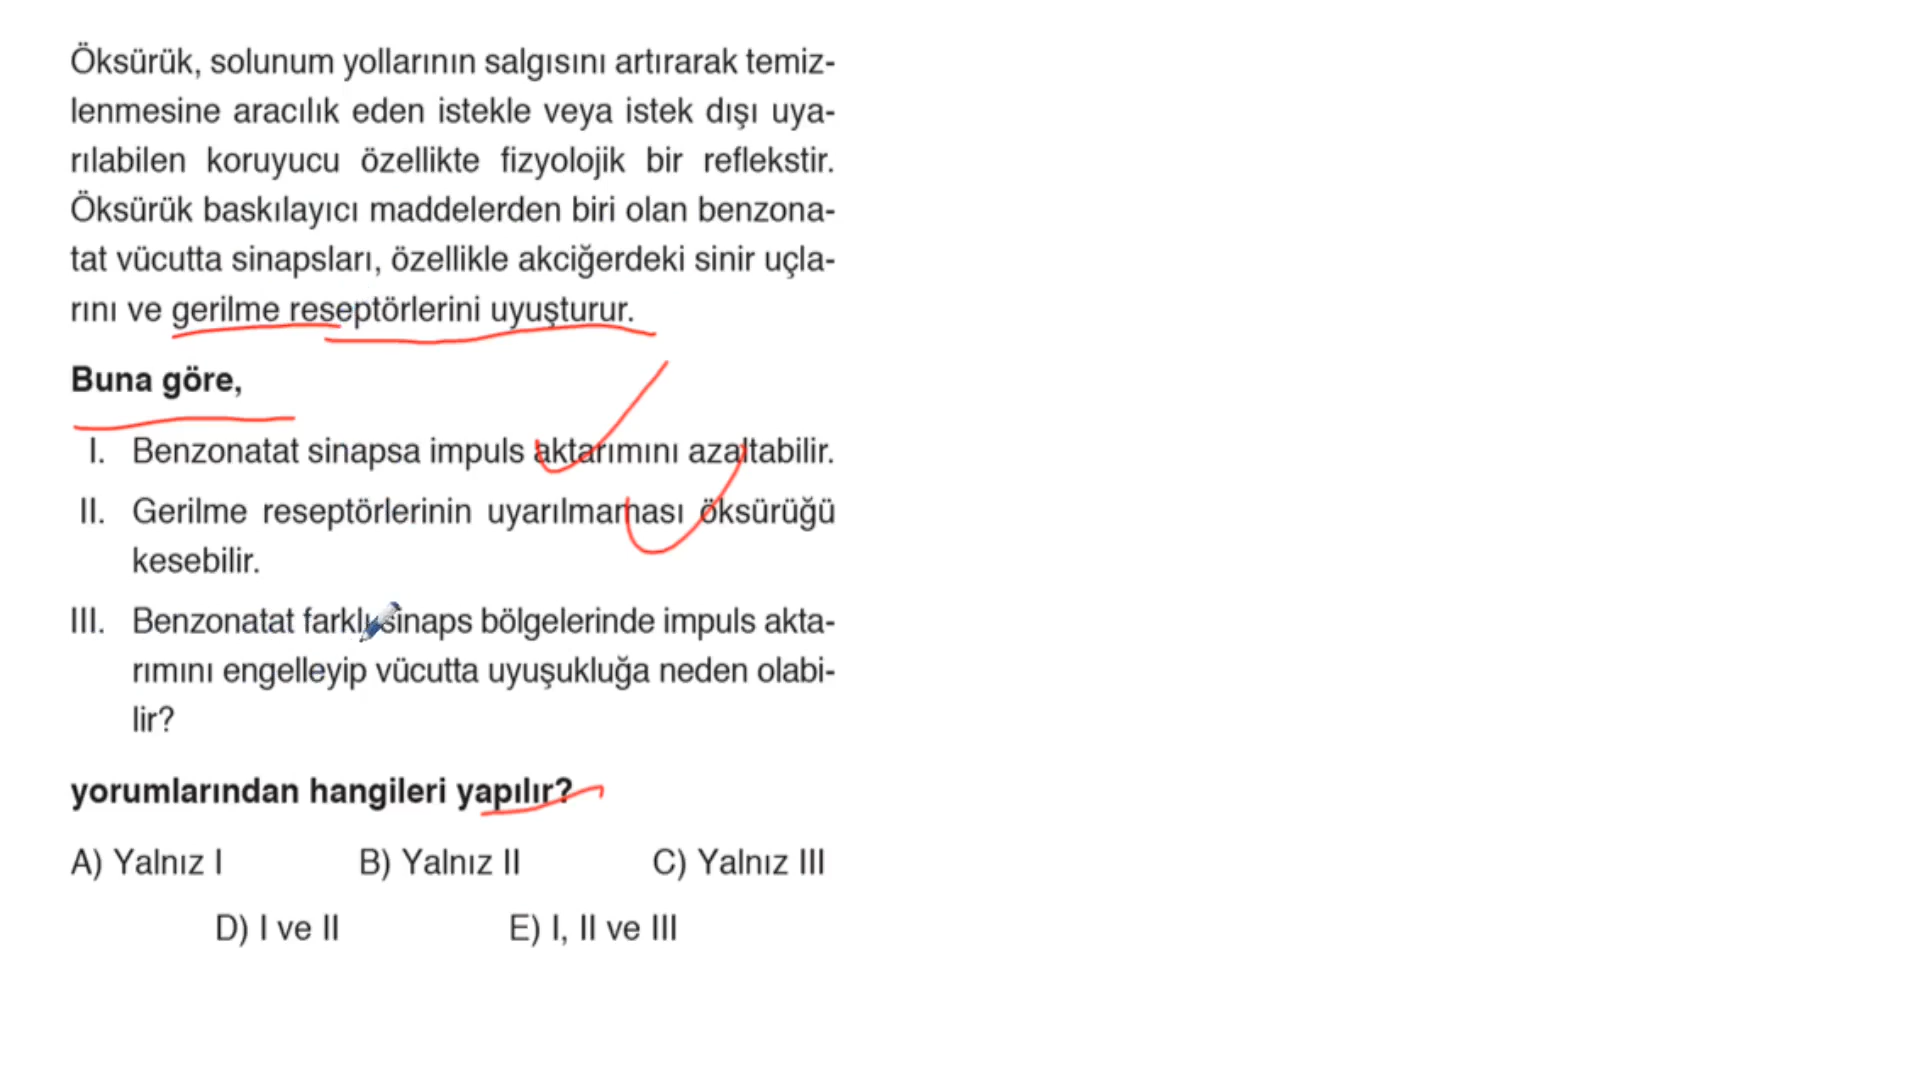 Öksürük, solunum yollarının salgısını artırarak temiz-
lenmesine aracılık eden istekle veya istek dışı uya-
rılabilen koruyucu özellikte fizyolojik bir reflekstir.
Öksürük baskılayıcı maddelerden biri olan benzona-
tat vücutta sinapsları, özellikle akciğerdeki sinir uçla-
rını ve gerilme reseptörlerini uyuşturur.
Buna göre,
I. Benzonatat sinapsa impuls aktarımını azaltabilir.
II. Gerilme reseptörlerinin uyarılmaması öksürüğü
kesebilir.
III. Benzonatat farklı sinaps bölgelerinde impuls akta-
rımını engelleyip vücutta uyuşukluğa neden olabi-
lir?
yorumlarından hangileri yapılır?
A) Yalnız I B) Yalnız II C) Yalnız III
D) I ve II E) I, II ve III